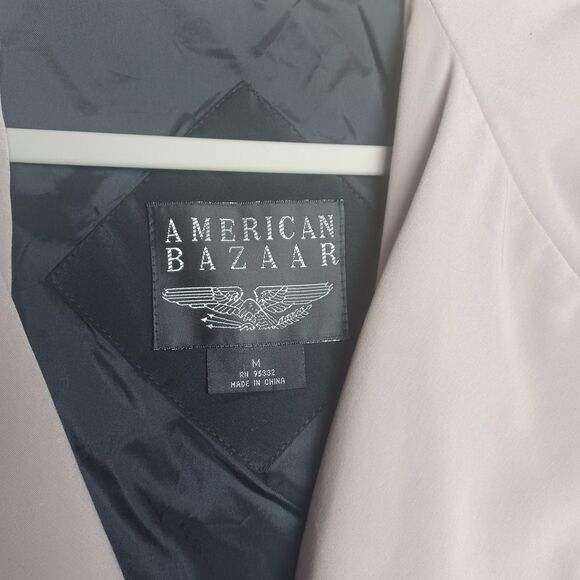 AMERICAN
BAZAAR
M
RN 95332
MADE IN CHINA